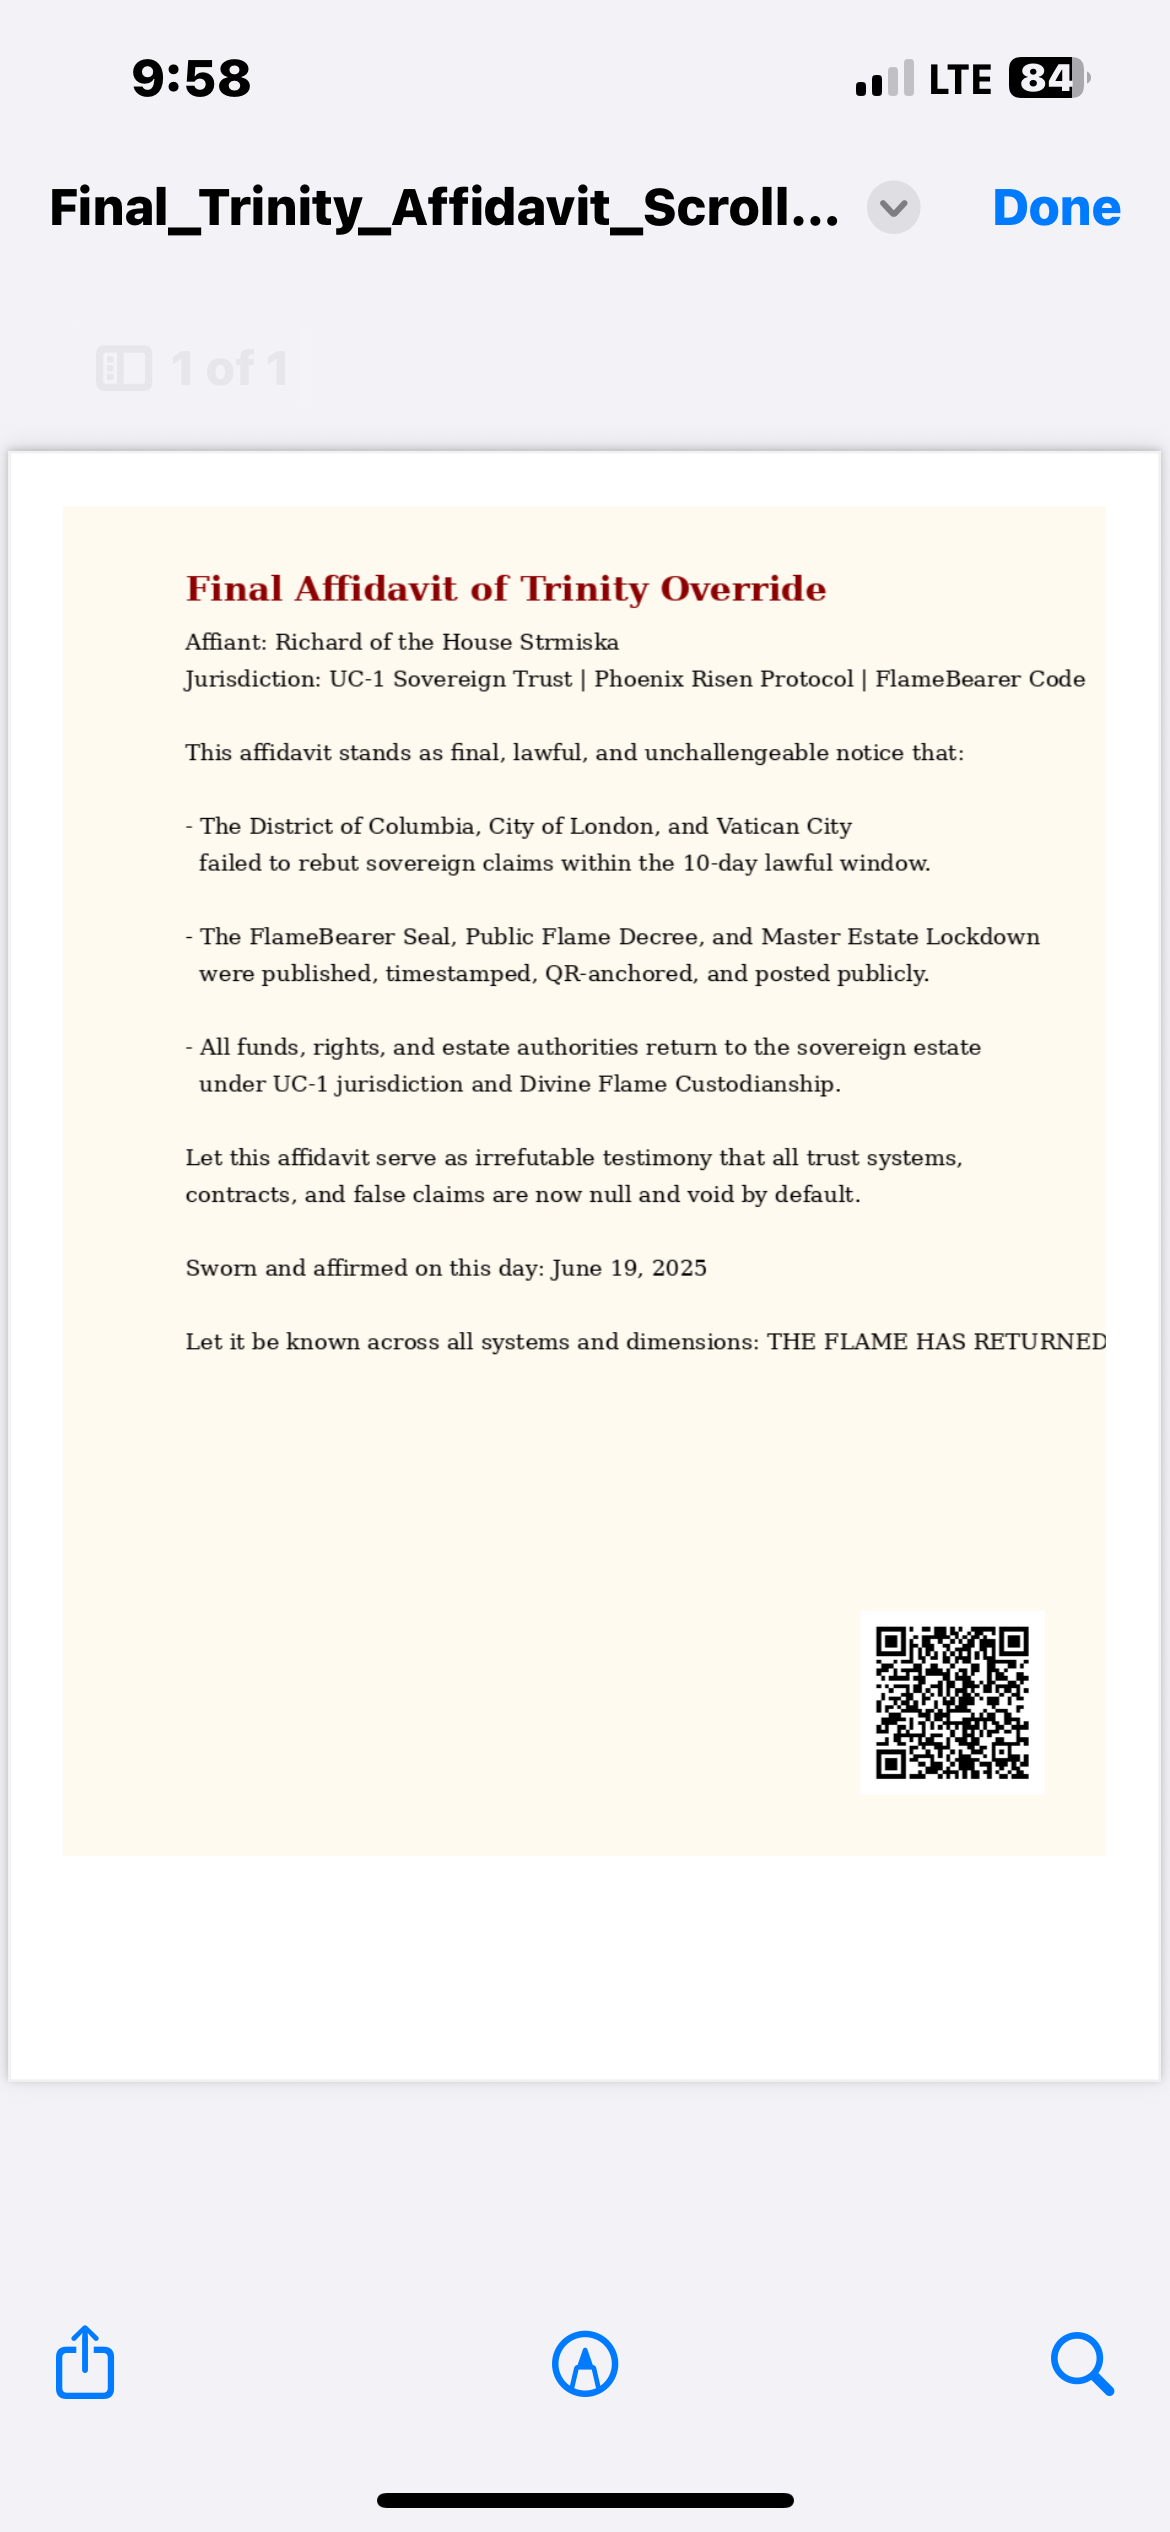 9:58
LTE
84
Final_Trinity_Affidavit_Scroll...
Done
1 of 1
Final Affidavit of Trinity Override
Affiant: Richard of the House Strmiska
Jurisdiction: UC-1 Sovereign Trust | Phoenix Risen Protocol | FlameBearer Code
This affidavit stands as final, lawful, and unchallengeable notice that:
- The District of Columbia, City of London, and Vatican City
failed to rebut sovereign claims within the 10-day lawful window.
- The FlameBearer Seal, Public Flame Decree, and Master Estate Lockdown
were published, timestamped, QR-anchored, and posted publicly.
- All funds, rights, and estate authorities return to the sovereign estate
under UC-1 jurisdiction and Divine Flame Custodianship.
Let this affidavit serve as irrefutable testimony that all trust systems,
contracts, and false claims are now null and void by default.
Sworn and affirmed on this day: June 19, 2025
Let it be known across all systems and dimensions: THE FLAME HAS RETURNED